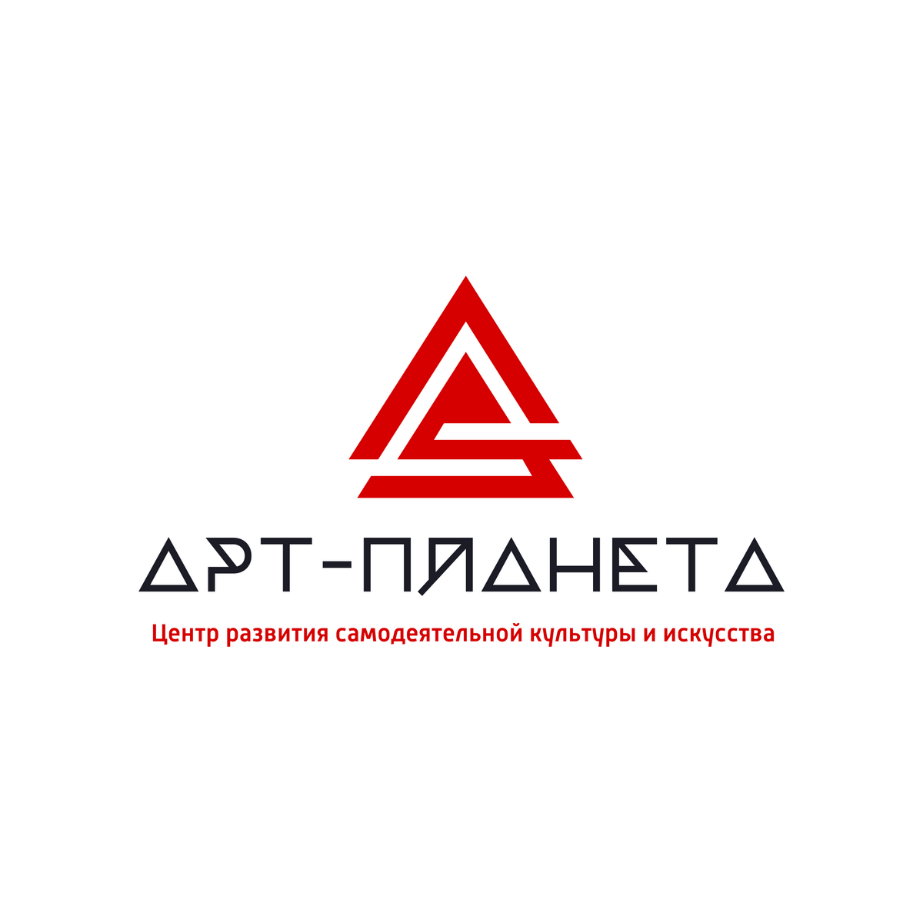 АРТ-ПЛАНЕТА
Центр развития самодеятельной культуры и искусства